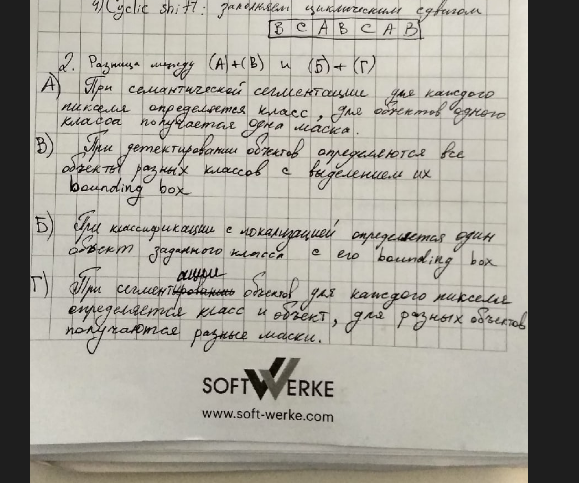 4) Cyclic shift: заполняем циклическим сдвигом
B C A B C A B
2. Разница между (А)+(В) и (Б)+(Г)
А) При семантической сегментации для каждого
пикселя определяется класс, для объектов одного
класса получается одна маска.
В) При детектировании объектов определяются все
объекты разных классов с выделением их
bounding box
Б) При классификации с локализацией определяется один
объект заданного класса с его bounding box
Г) При сегментации объектов для каждого пикселя
определяется класс и объект, для разных объектов
получаются разные маски.
SOFTWERKE
www.soft-werke.com